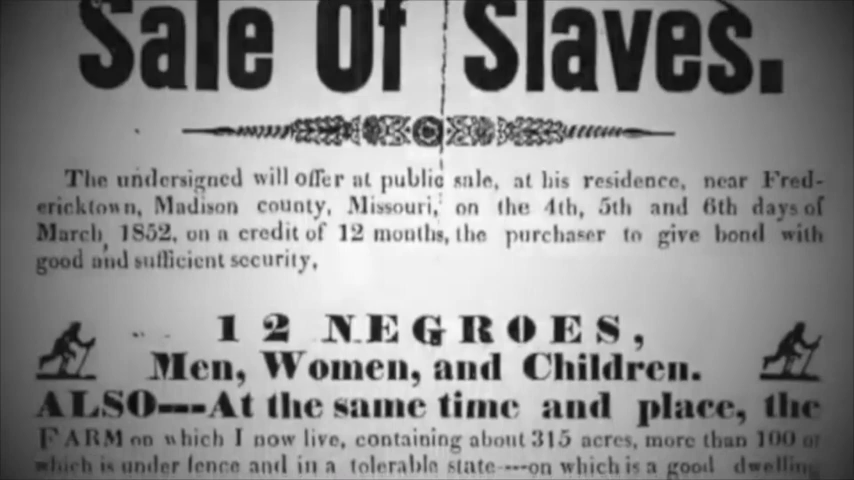 Sale Of Slaves.
The undersigned will offer at public sale, at his residence, near Fred-
ericktown, Madison county, Missouri, on the 4th, 5th and 6th days of
March, 1852, on a credit of 12 months, the purchaser to give bond with
good and sufficient security,
12 NEGROES,
Men, Women, and Children.
ALSO---At the same time and place, the
FARM on which I now live, containing about 315 acres, more than 100 of
which is under fence and in a tolerable state---on which is a good dwelling